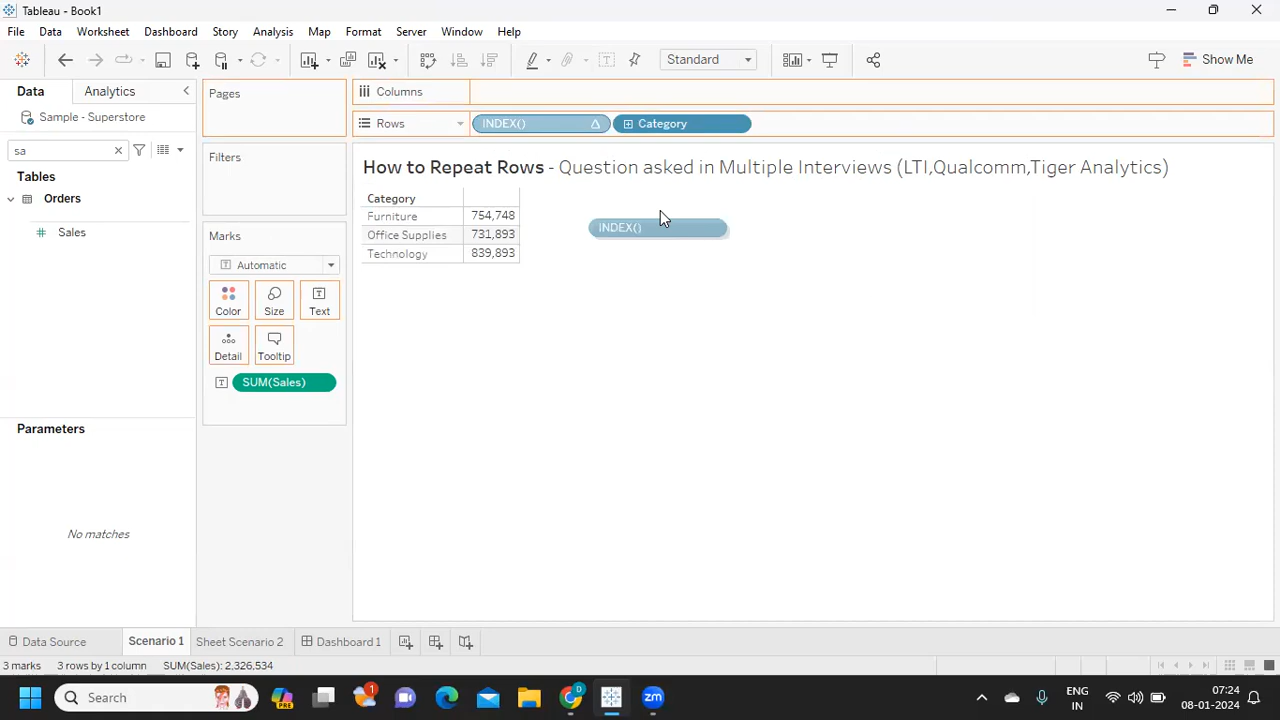 Tableau - Book1
File Data Worksheet Dashboard Story Analysis Map Format Server Window Help
Standard
Show Me
Data Analytics
Pages
Columns
Rows
INDEX()
Category
Sample - Superstore
sa
Tables
Orders
Sales
Filters
Marks
Automatic
Color
Size
Text
Detail
Tooltip
SUM(Sales)
How to Repeat Rows - Question asked in Multiple Interviews (LTI,Qualcomm,Tiger Analytics)
Category
Furniture 754,748
Office Supplies 731,893
Technology 839,893
INDEX()
Parameters
No matches
Data Source Scenario 1 Sheet Scenario 2 Dashboard 1
3 marks 3 rows by 1 column SUM(Sales): 2,326,534
Search
PRE
1
D
zm
ENG
IN
07:24
08-01-2024